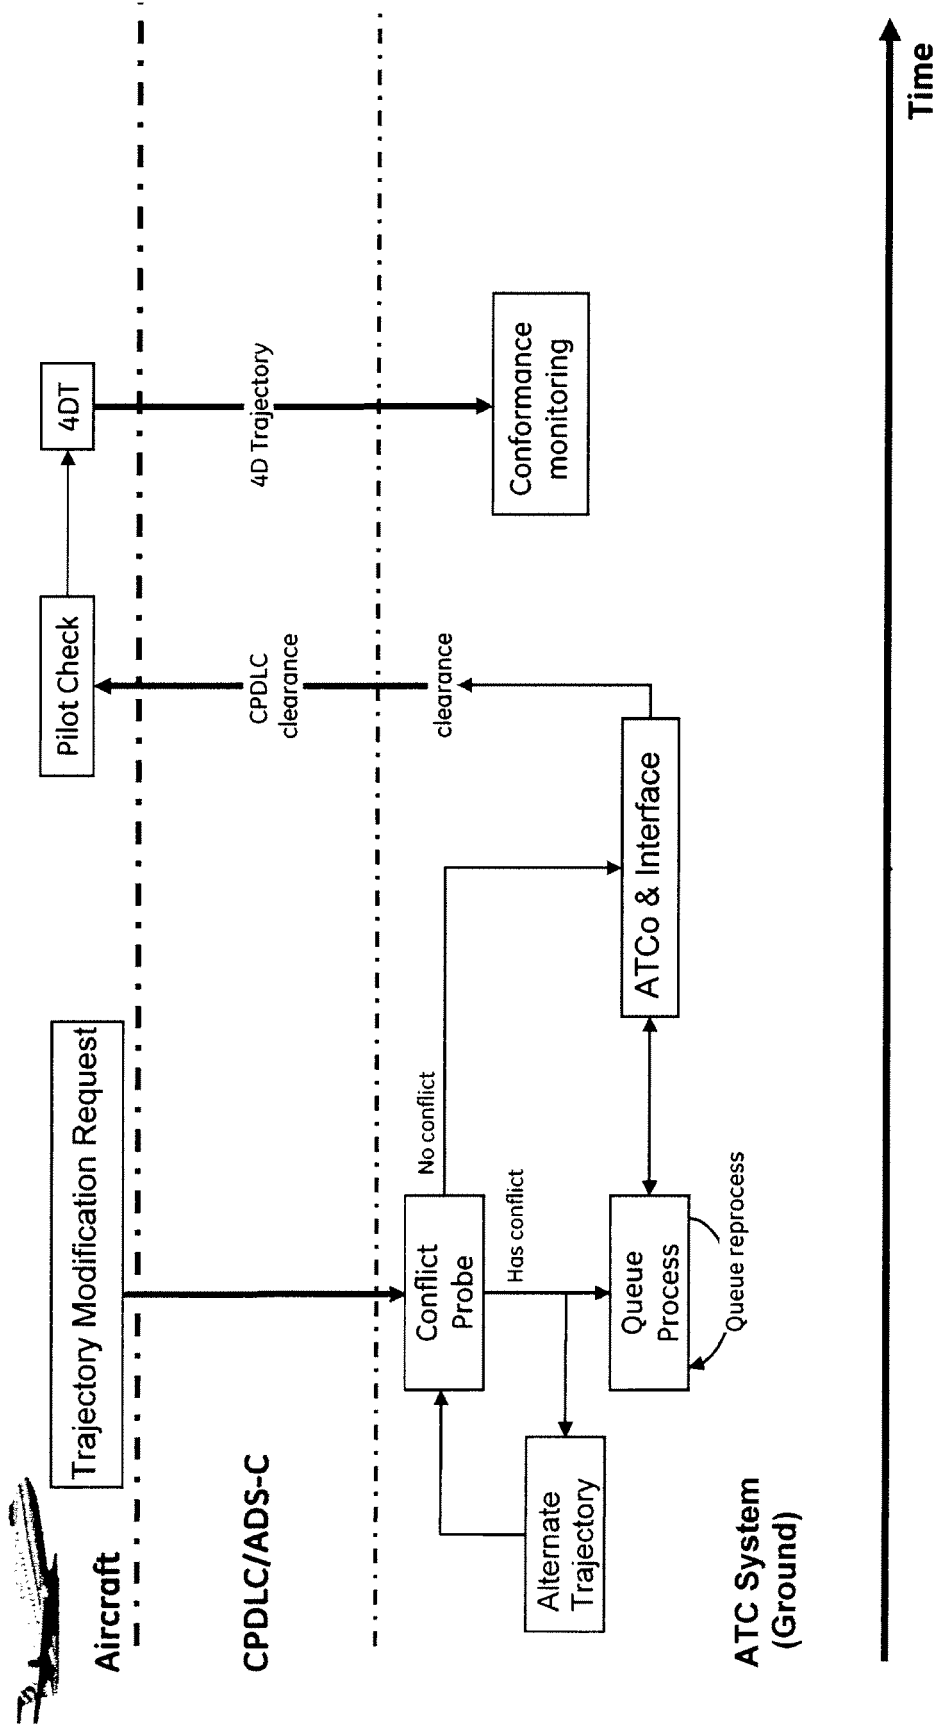 Aircraft
Trajectory Modification Request
Pilot Check
4DT
CPDLC/ADS-C
CPDLC
clearance
4D Trajectory
ATC System
(Ground)
Conflict
Probe
No conflict
Has conflict
Alternate
Trajectory
Queue
Process
Queue reprocess
ATCo & Interface
clearance
Conformance
monitoring
Time